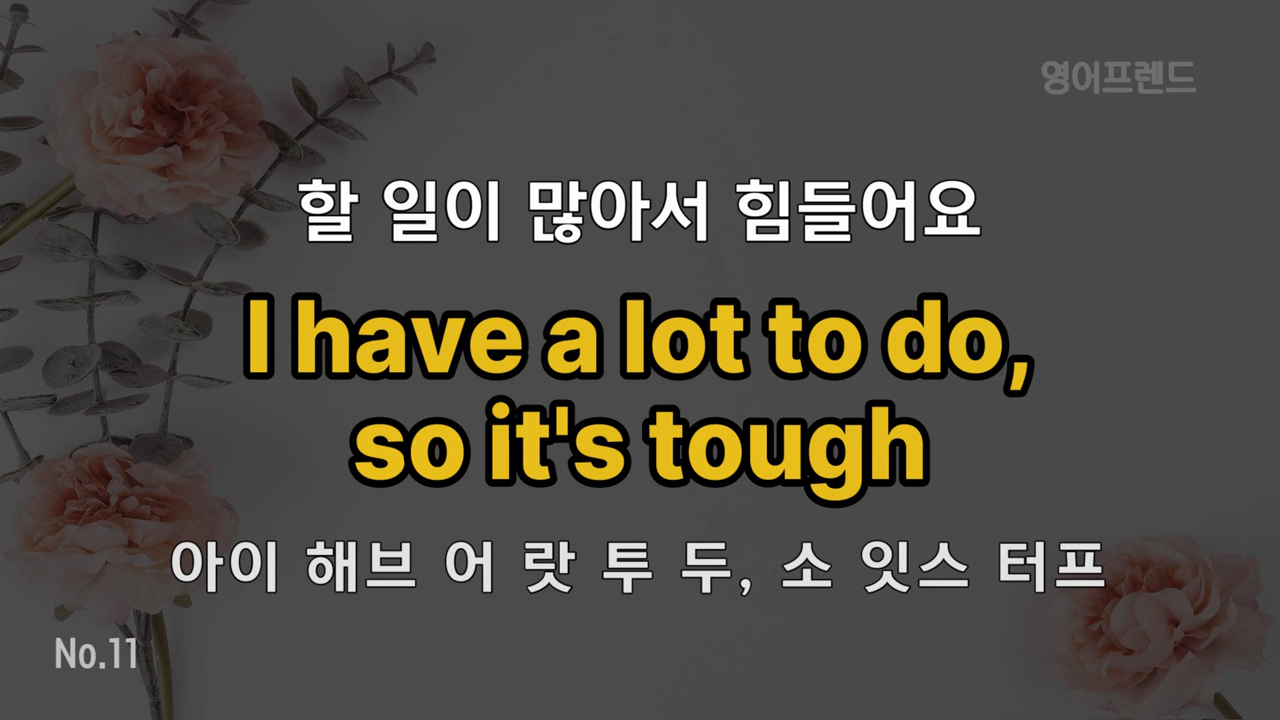 영어프렌드
할 일이 많아서 힘들어요
I have a lot to do,
so it's tough
아이 해브 어 랏 투 두, 소 잇스 터프
No.11